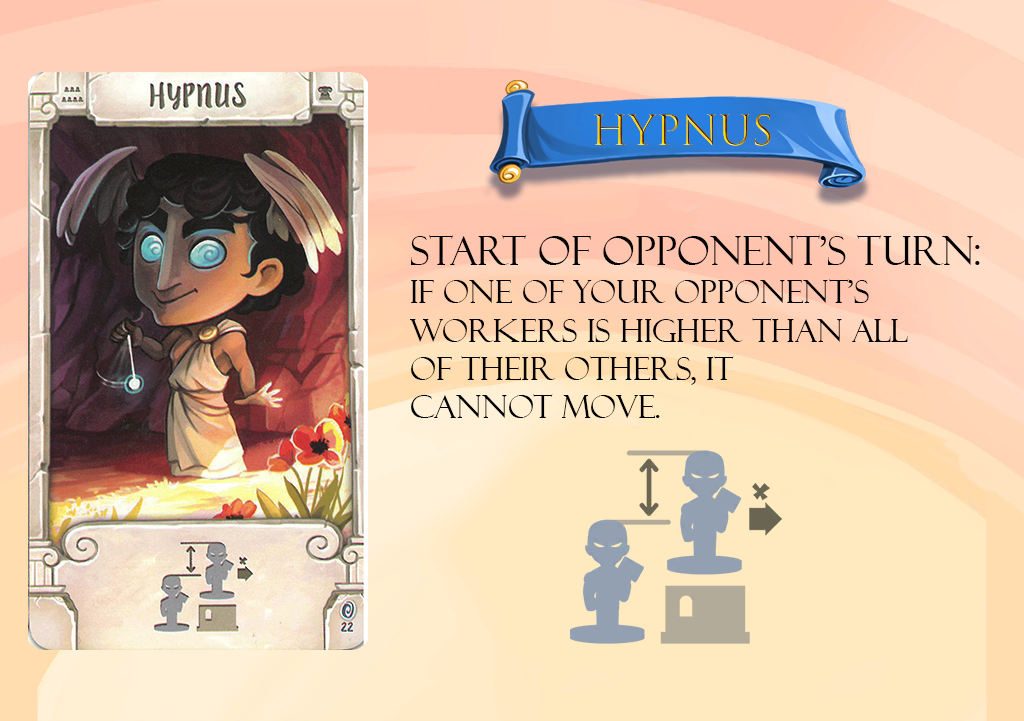 HYPNUS
HYPNUS
START OF OPPONENT'S TURN:
IF ONE OF YOUR OPPONENT'S
WORKERS IS HIGHER THAN ALL
OF THEIR OTHERS, IT
CANNOT MOVE.
22